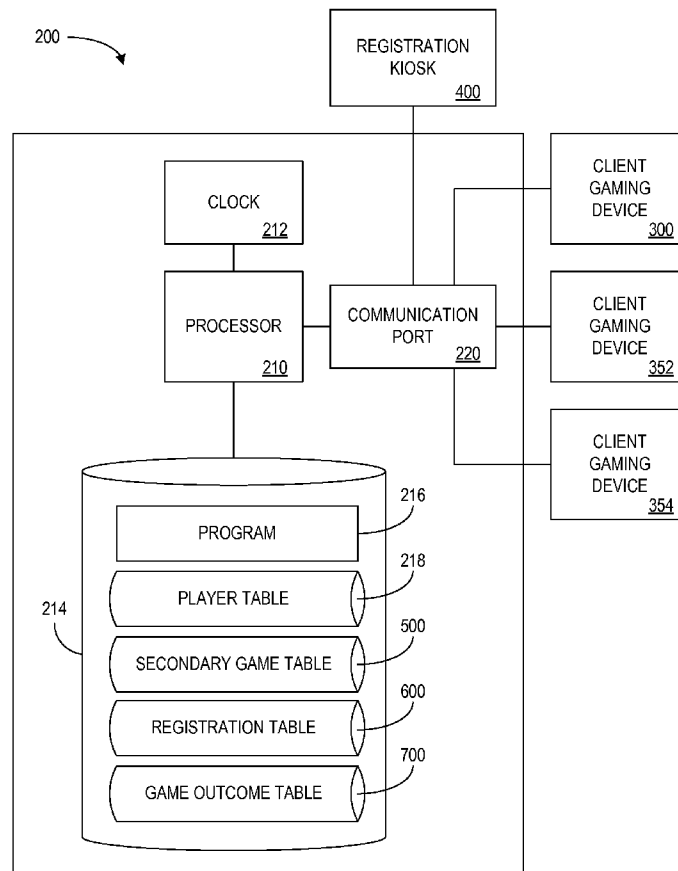 200
REGISTRATION
KIOSK
400
CLOCK
212
CLIENT
GAMING
DEVICE
300
PROCESSOR
210
COMMUNICATION
PORT
220
CLIENT
GAMING
DEVICE
352
CLIENT
GAMING
DEVICE
354
214
PROGRAM
216
PLAYER TABLE
218
SECONDARY GAME TABLE
500
REGISTRATION TABLE
600
GAME OUTCOME TABLE
700